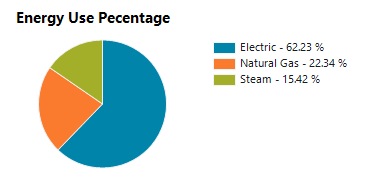 Energy Use Pecentage
Electric - 62.23 %
Natural Gas - 22.34 %
Steam - 15.42 %